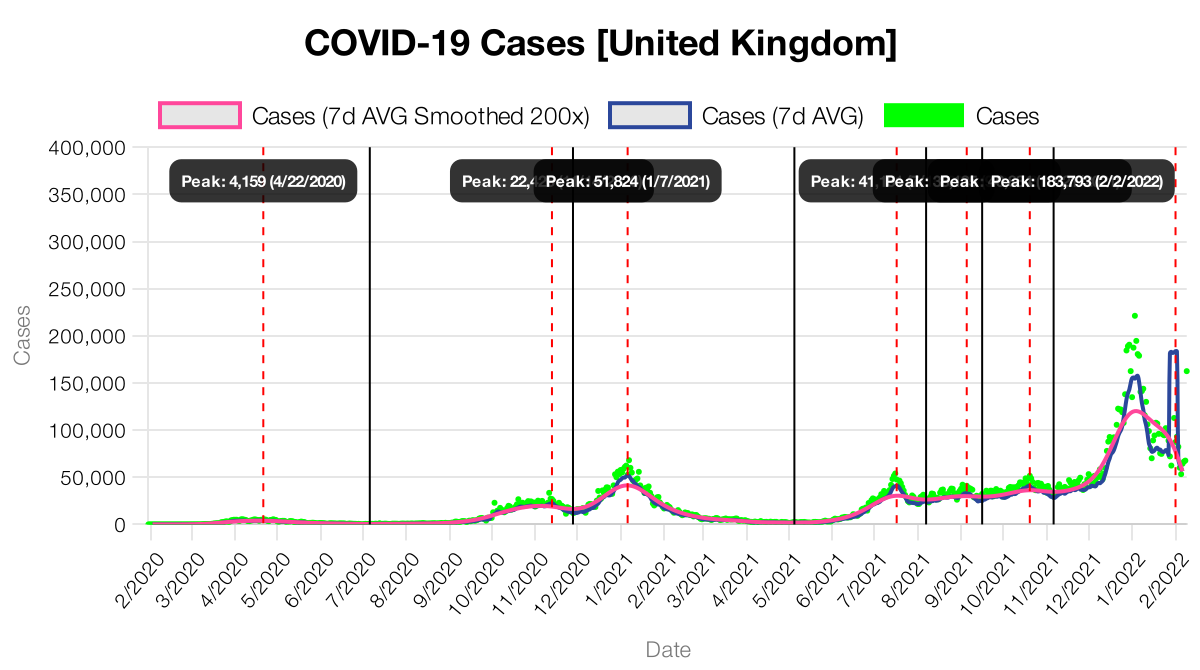 COVID-19 Cases [United Kingdom]
Cases (7d AVG Smoothed 200x) Cases (7d AVG) Cases
400,000
350,000
300,000
250,000
200,000
150,000
100,000
50,000
0
Cases
Peak: 4,159 (4/22/2020)
Peak: 51,824 (1/7/2021)
Peak:
Peak:
Peak:
Peak:
Peak: 183,793 (2/2/2022)
2/2020 3/2020 4/2020 5/2020 6/2020 7/2020 8/2020 9/2020 10/2020 11/2020 12/2020 1/2021 2/2021 3/2021 4/2021 5/2021 6/2021 7/2021 8/2021 9/2021 10/2021 11/2021 12/2021 1/2022 2/2022
Date